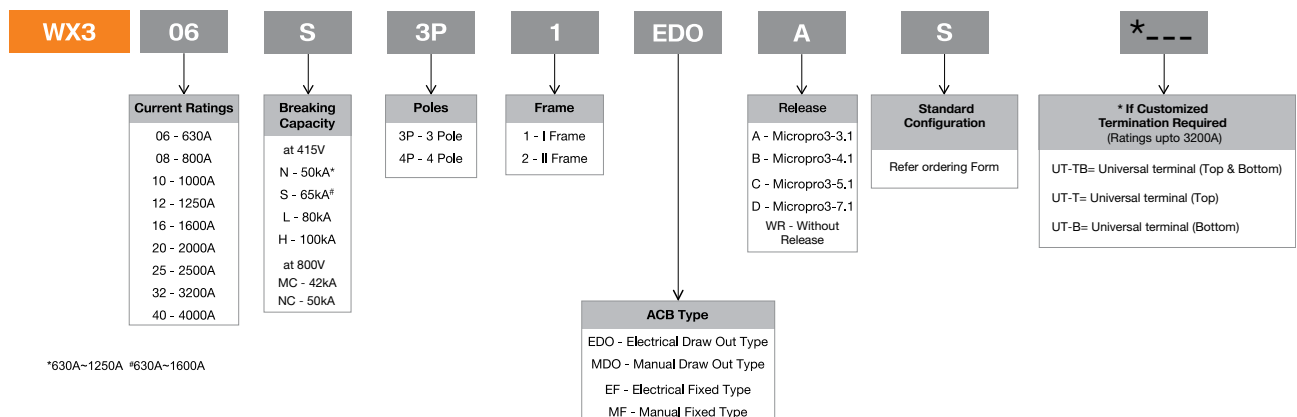 WX3 06 S 3P 1 EDO A S *_ _ _
Current Ratings
06 - 630A
08 - 800A
10 - 1000A
12 - 1250A
16 - 1600A
20 - 2000A
25 - 2500A
32 - 3200A
40 - 4000A
Breaking
Capacity
at 415V
N - 50kA*
S - 65kA#
L - 80kA
H - 100kA
at 800V
MC - 42kA
NC - 50kA
Poles
3P - 3 Pole
4P - 4 Pole
Frame
1 - I Frame
2 - II Frame
Release
A - Micropro3-3.1
B - Micropro3-4.1
C - Micropro3-5.1
D - Micropro3-7.1
WR - Without
Release
Standard
Configuration
Refer ordering Form
* If Customized
Termination Required
(Ratings upto 3200A)
UT-TB= Universal terminal (Top & Bottom)
UT-T= Universal terminal (Top)
UT-B= Universal terminal (Bottom)
ACB Type
EDO - Electrical Draw Out Type
MDO - Manual Draw Out Type
EF - Electrical Fixed Type
MF - Manual Fixed Type
*630A~1250A #630A~1600A